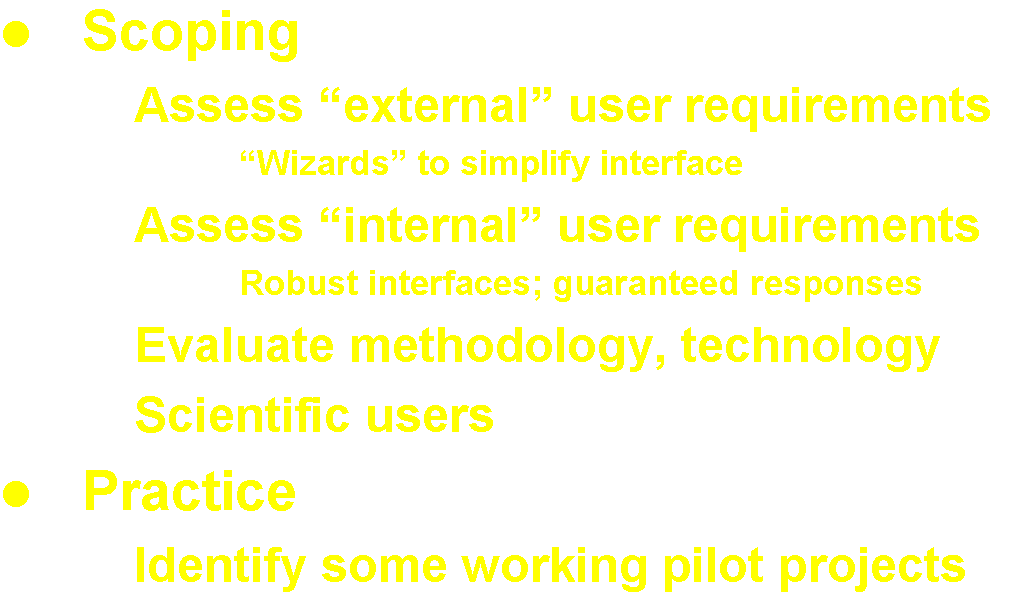 ● Scoping
Assess “external” user requirements
“Wizards” to simplify interface
Assess “internal” user requirements
Robust interfaces; guaranteed responses
Evaluate methodology, technology
Scientific users
● Practice
Identify some working pilot projects